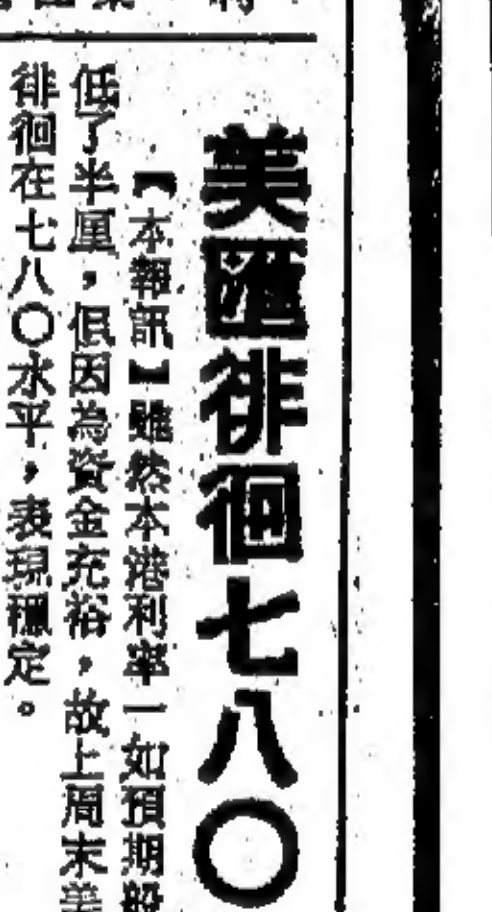 美匯徘徊七八〇
【本報訊】雖然本港利率一如預期般
低了半厘，但因為資金充裕，故上周末美
徘徊在七八〇水平，表現穩定。